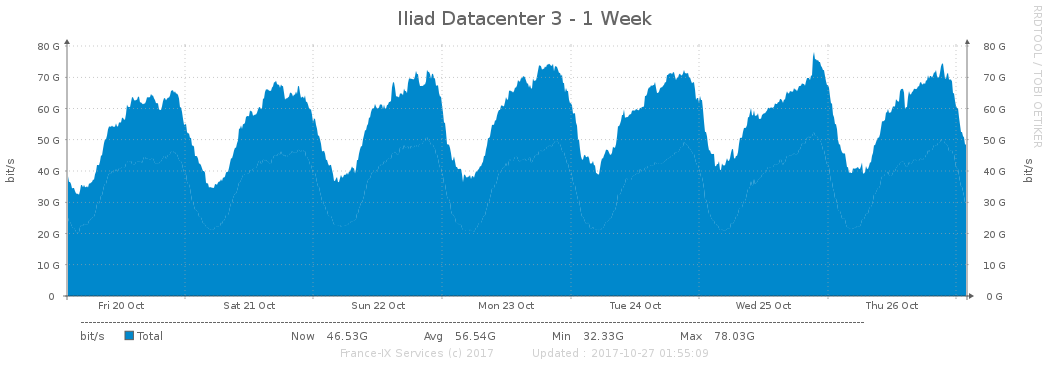 Iliad Datacenter 3 - 1 Week
RRDTOOL / TOBI OETIKER
80 G 80 G
70 G 70 G
60 G 60 G
50 G 50 G
40 G 40 G
30 G 30 G
20 G 20 G
10 G 10 G
0 0 G
bit/s bit/s
Fri 20 Oct Sat 21 Oct Sun 22 Oct Mon 23 Oct Tue 24 Oct Wed 25 Oct Thu 26 Oct
bit/s Total Now 46.53G Avg 56.54G Min 32.33G Max 78.03G
France-IX Services (c) 2017 Updated : 2017-10-27 01:55:09